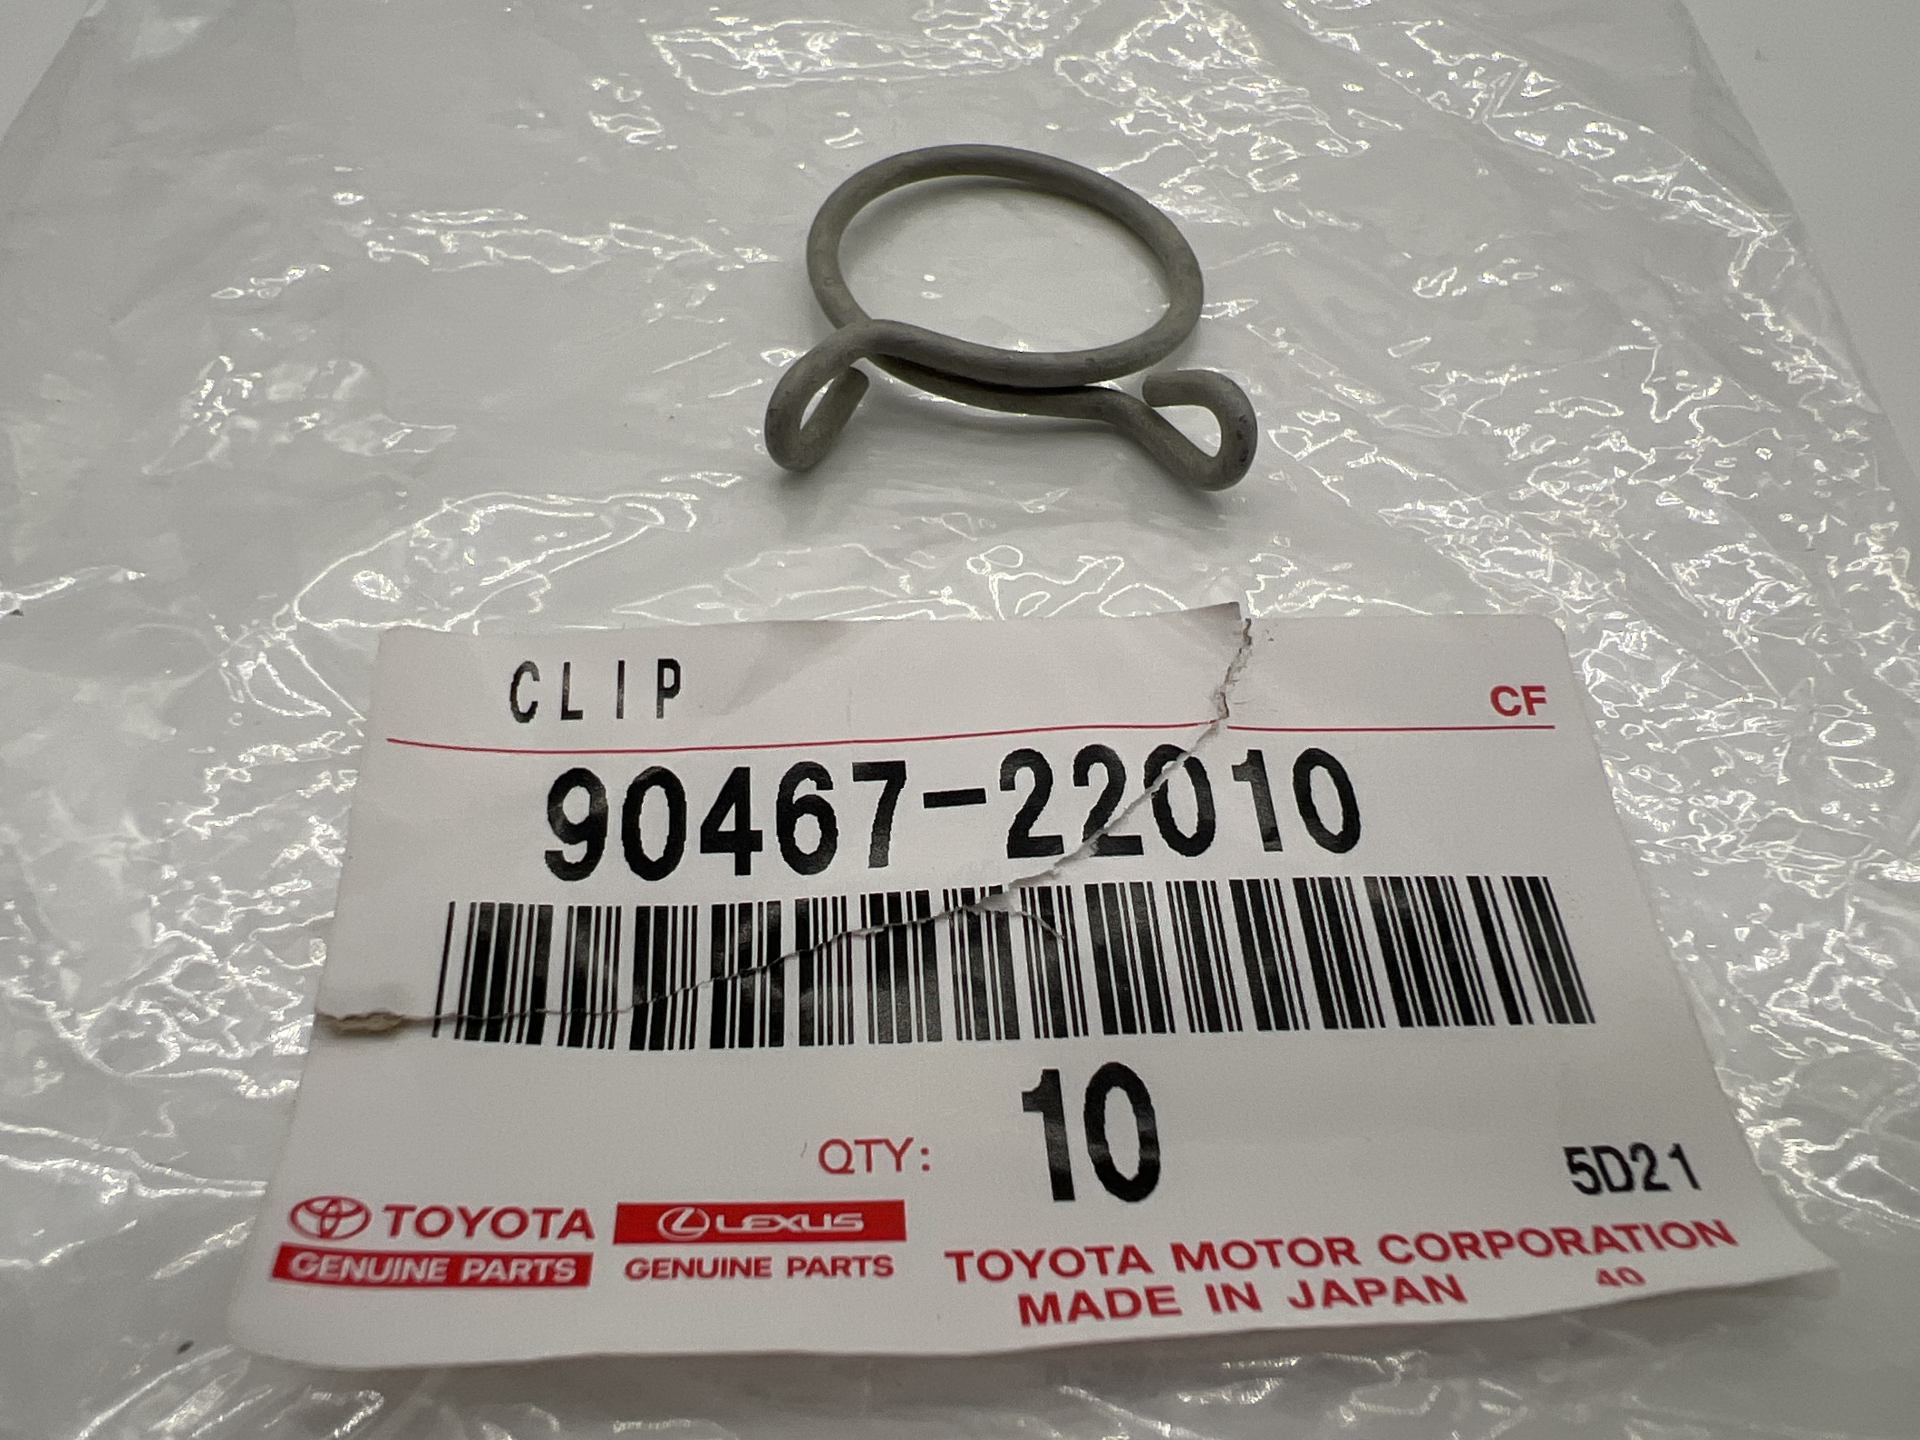 CLIP
CF
90467-22010
QTY: 10
5D21
TOYOTA
GENUINE PARTS
LEXUS
GENUINE PARTS
TOYOTA MOTOR CORPORATION
MADE IN JAPAN 40